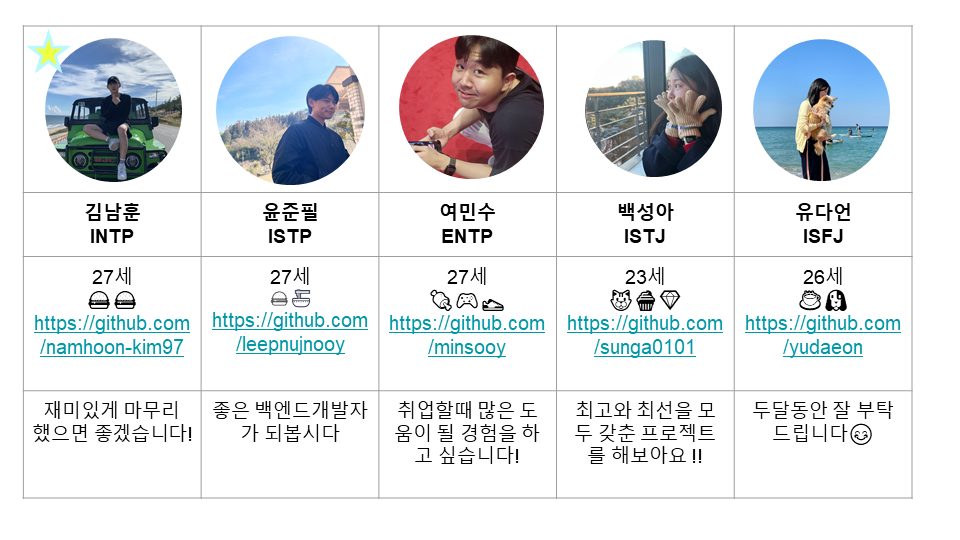 김남훈
INTP
윤준필
ISTP
여민수
ENTP
백성아
ISTJ
유다언
ISFJ
27세
🍔🍔
https://github.com
/namhoon-kim97
27세
🍔🍜
https://github.com
/leepnujnooy
27세
🍖🎮👟
https://github.com
/minsooy
23세
🐱🧁💎
https://github.com
/sunga0101
26세
☕🐶
https://github.com
/yudaeon
재미있게 마무리
했으면 좋겠습니다!
좋은 백엔드개발자
가 되봅시다
취업할때 많은 도
움이 될 경험을 하
고 싶습니다!
최고와 최선을 모
두 갖춘 프로젝트
를 해보아요 !!
두달동안 잘 부탁
드립니다😊